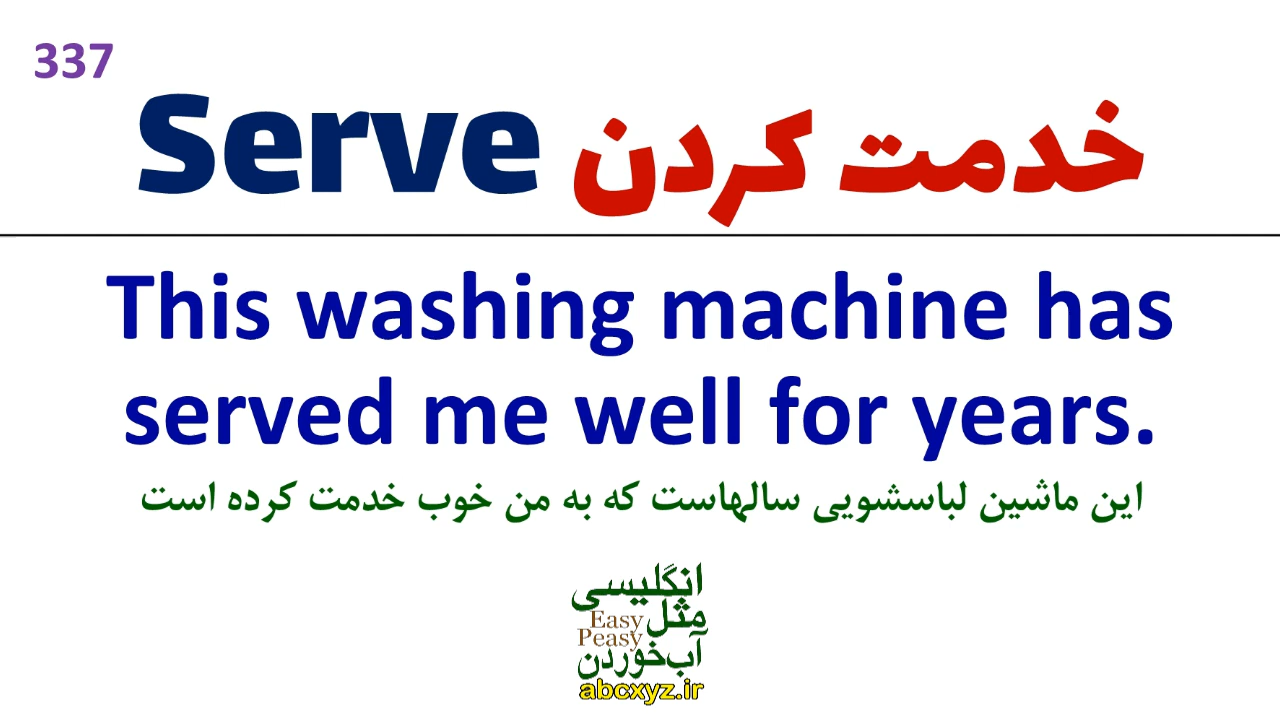 337
Serve خدمت کردن
This washing machine has
served me well for years.
این ماشین لباسشویی سالهاست که به من خوب خدمت کرده است
انگلیسی
مثل
Easy
Peasy
آب‌خوردن
abcxyz.ir